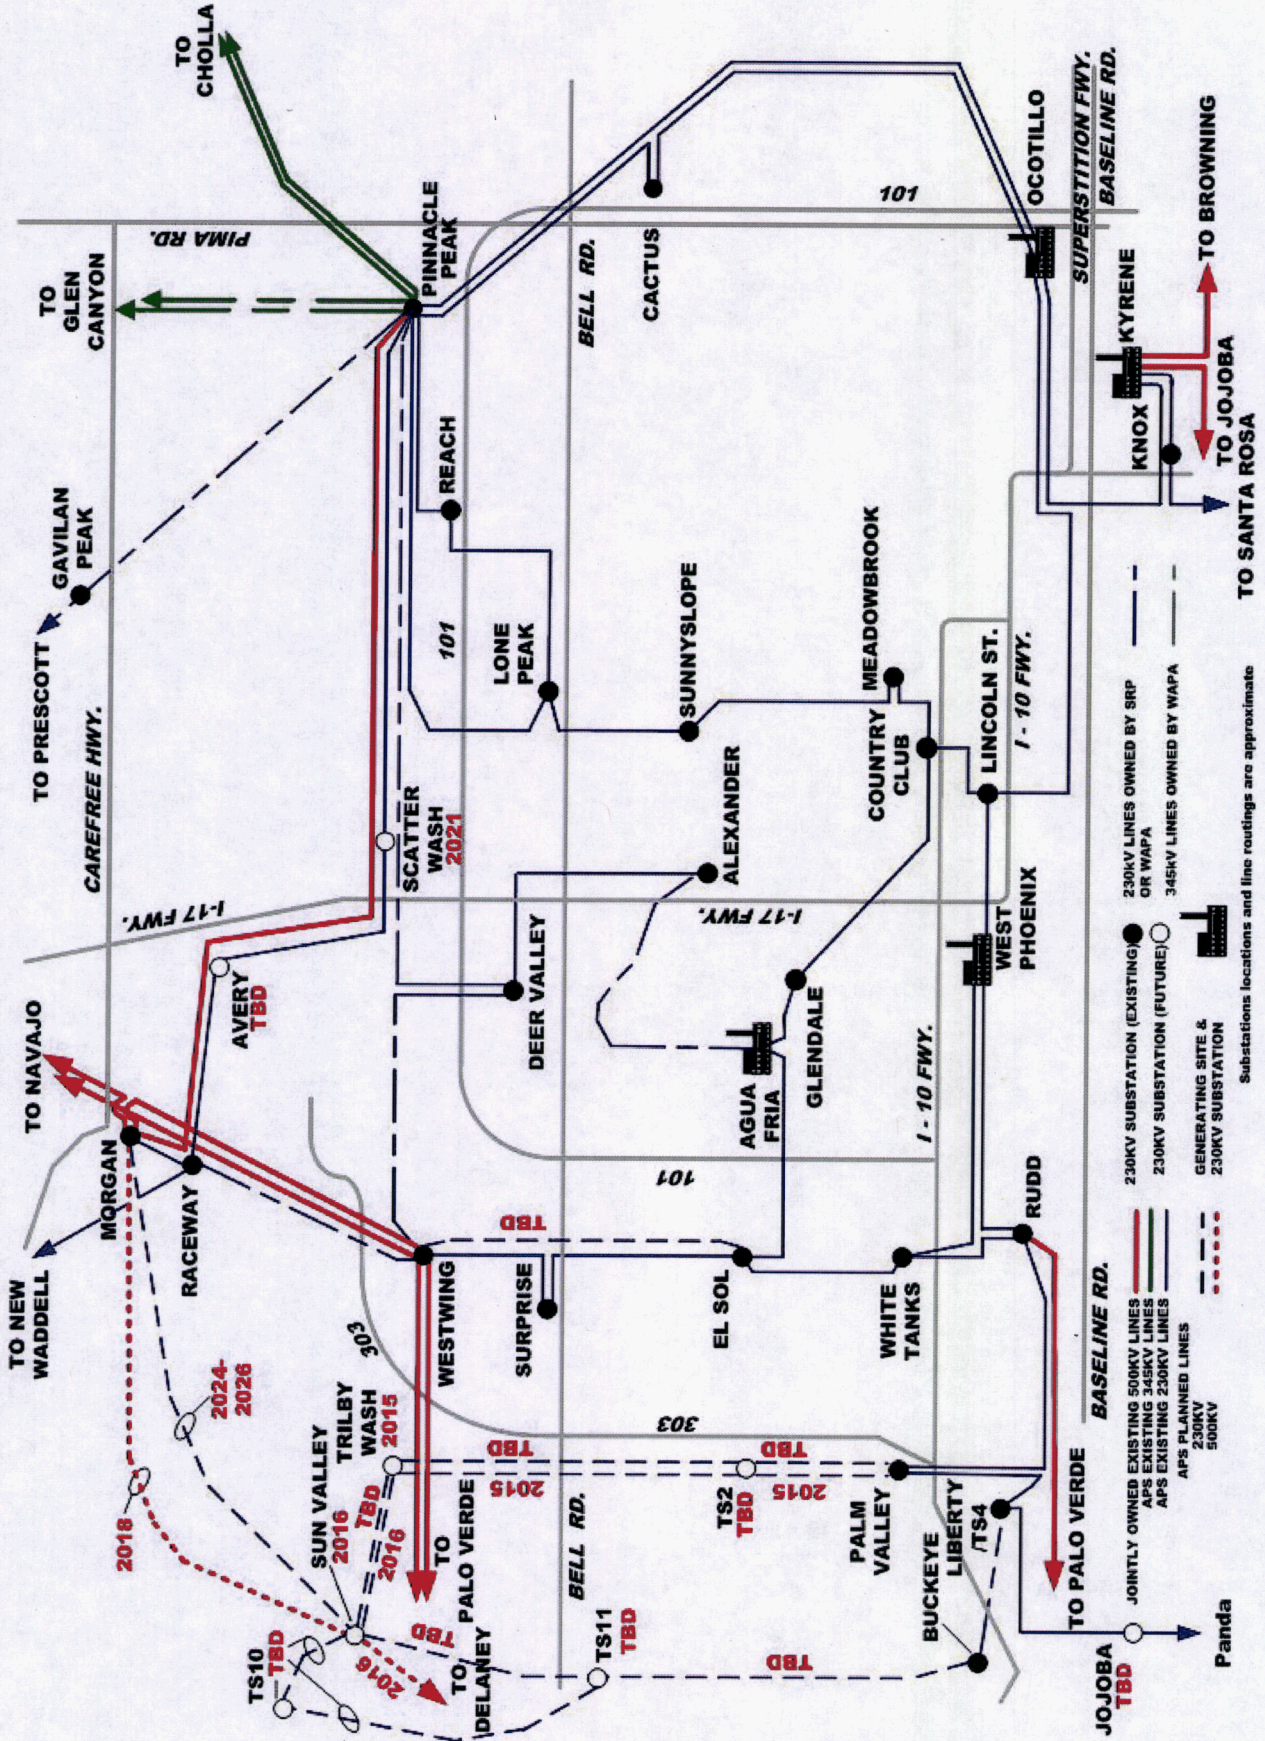 TO NEW
WADDELL
TO NAVAJO
TO PRESCOTT
GAVILAN
PEAK
TO
GLEN
CANYON
TO
CHOLLA
CAREFREE HWY.
PIMA RD.
MORGAN
RACEWAY
AVERY
TBD
I-17 FWY.
SCATTER
WASH
2021
PINNACLE
PEAK
REACH
101
LONE
PEAK
BELL RD.
CACTUS
101
2018
2024-
2026
303
SUN VALLEY
2016
TRILBY
WASH
2015
TBD
2016
TS10
TBD
2016
TBD
TO
DELANEY
TO
PALO VERDE
WESTWING
SURPRISE
TBD
DEER VALLEY
ALEXANDER
SUNNYSLOPE
I-17 FWY.
BELL RD.
TS11
TBD
TBD
2015
TBD
303
TS2
TBD
TBD
2015
EL SOL
101
AGUA
FRIA
GLENDALE
COUNTRY
CLUB
MEADOWBROOK
PALM
VALLEY
WHITE
TANKS
I - 10 FWY.
WEST
PHOENIX
LINCOLN ST.
I - 10 FWY.
OCOTILLO
SUPERSTITION FWY.
BASELINE RD.
BUCKEYE
LIBERTY
/TS4
RUDD
BASELINE RD.
TO PALO VERDE
JOJOBA
TBD
Panda
KYRENE
KNOX
TO BROWNING
TO JOJOBA
TO SANTA ROSA
JOINTLY OWNED EXISTING 500KV LINES
APS EXISTING 345KV LINES
APS EXISTING 230KV LINES
APS PLANNED LINES
230KV
500KV
230KV SUBSTATION (EXISTING)
230KV SUBSTATION (FUTURE)
GENERATING SITE &
230KV SUBSTATION
230KV LINES OWNED BY SRP
OR WAPA
345KV LINES OWNED BY WAPA
Substations locations and line routings are approximate